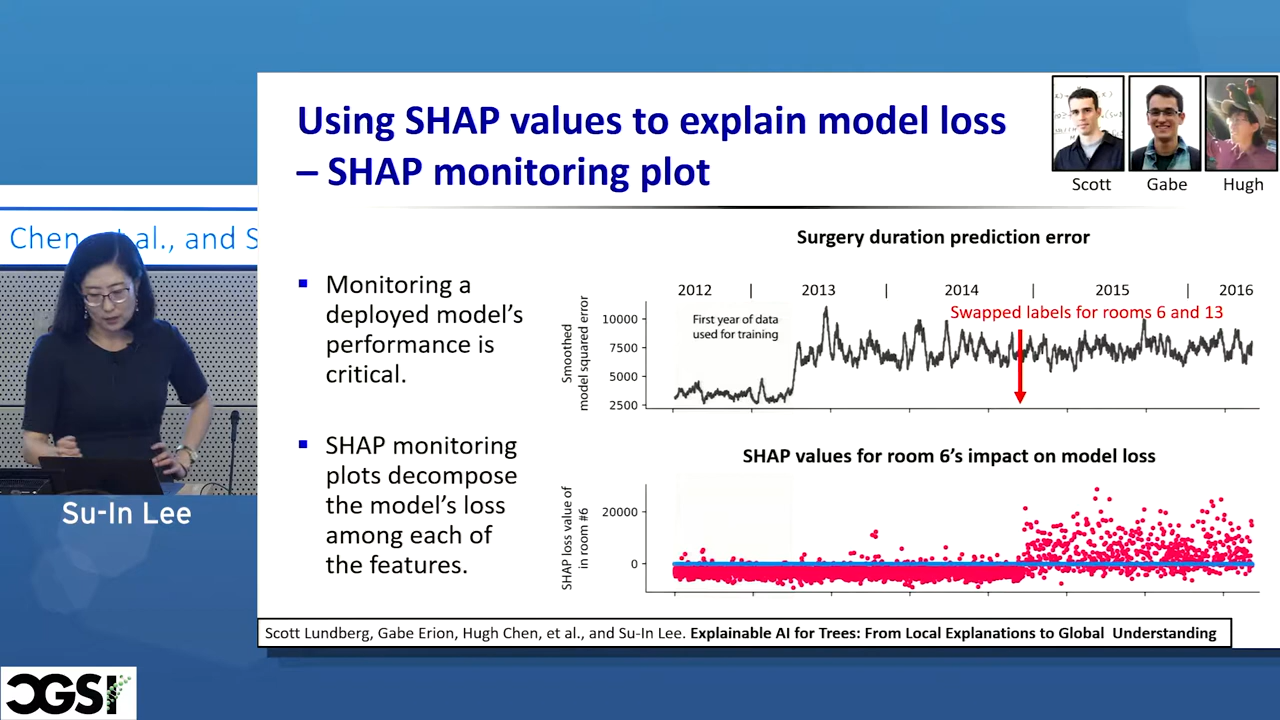 Using SHAP values to explain model loss
– SHAP monitoring plot
Scott
Gabe
Hugh
Chen, et al., and S
Surgery duration prediction error
Monitoring a
deployed model's
performance is
critical.
2012 | 2013 | 2014 | 2015 | 2016
Swapped labels for rooms 6 and 13
First year of data
used for training
Smoothed
model squared error
10000
7500
5000
2500
SHAP monitoring
plots decompose
the model's loss
among each of
the features.
SHAP values for room 6's impact on model loss
SHAP loss value of
in room #6
20000
0
Su-In Lee
Scott Lundberg, Gabe Erion, Hugh Chen, et al., and Su-In Lee. Explainable AI for Trees: From Local Explanations to Global Understanding
CGSI